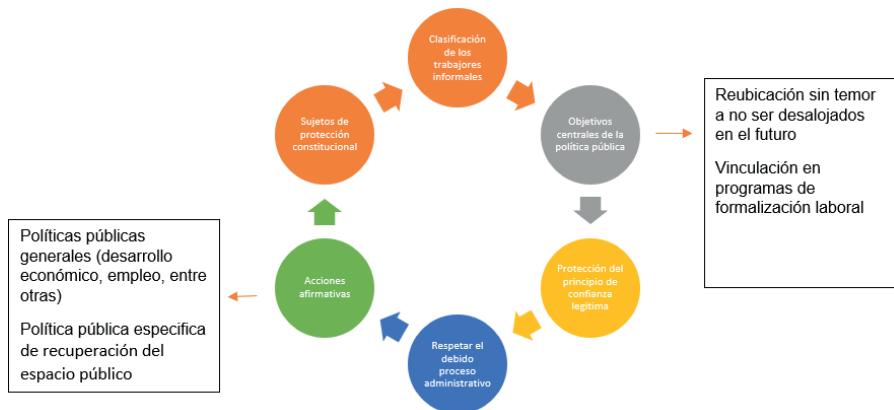 Clasificación
de los
trabajores
informales
Objetivos
centrales de la
política pública
Reubicación sin temor
a no ser desalojados
en el futuro
Vinculación en
programas de
formalización laboral
Protección del
principio de
confianza
legitima
Respetar el
debido
proceso
administrativo
Acciones
afirmativas
Políticas públicas
generales (desarrollo
económico, empleo, entre
otras)
Política pública especifica
de recuperación del
espacio público
Sujetos de
protección
constitucional